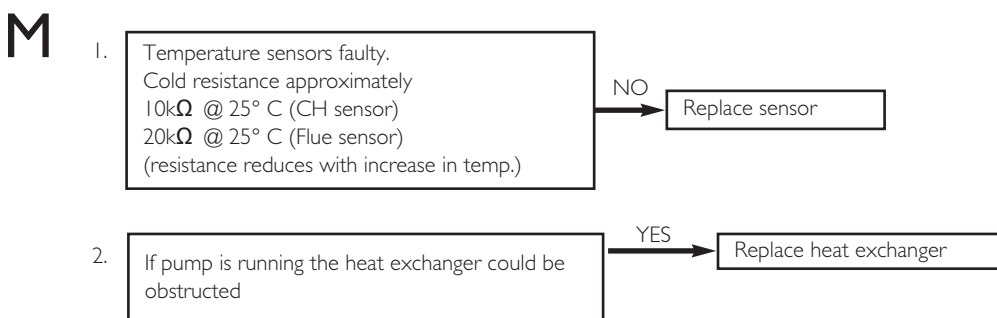 M
1. Temperature sensors faulty.
Cold resistance approximately
10kΩ @ 25° C (CH sensor)
20kΩ @ 25° C (Flue sensor)
(resistance reduces with increase in temp.)
NO
Replace sensor
2. If pump is running the heat exchanger could be
obstructed
YES
Replace heat exchanger